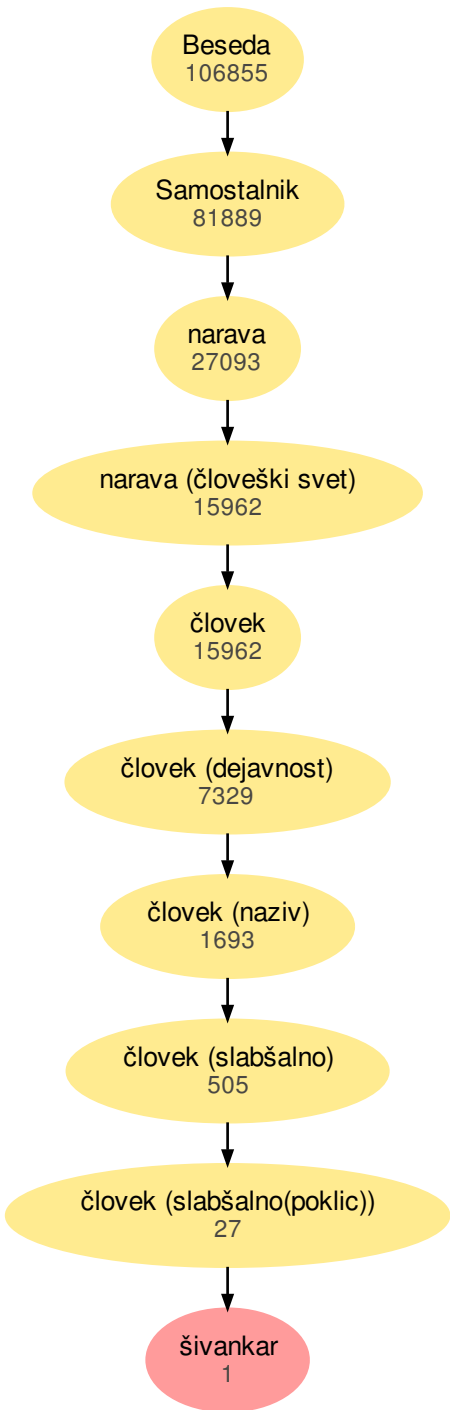 Beseda
106855
Samostalnik
81889
narava
27093
narava (človeški svet)
15962
človek
15962
človek (dejavnost)
7329
človek (naziv)
1693
človek (slabšalno)
505
človek (slabšalno(poklic))
27
šivankar
1